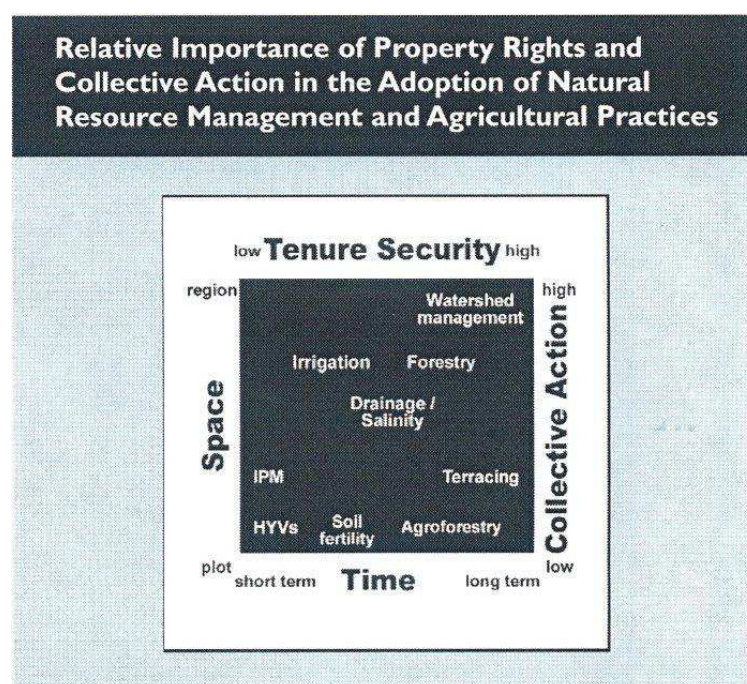 Relative Importance of Property Rights and
Collective Action in the Adoption of Natural
Resource Management and Agricultural Practices
low Tenure Security high
region
high
Watershed
management
Irrigation
Forestry
Drainage /
Salinity
Space
Collective Action
IPM
Terracing
HYVs
Soil
fertility
Agroforestry
plot
low
short term
Time
long term